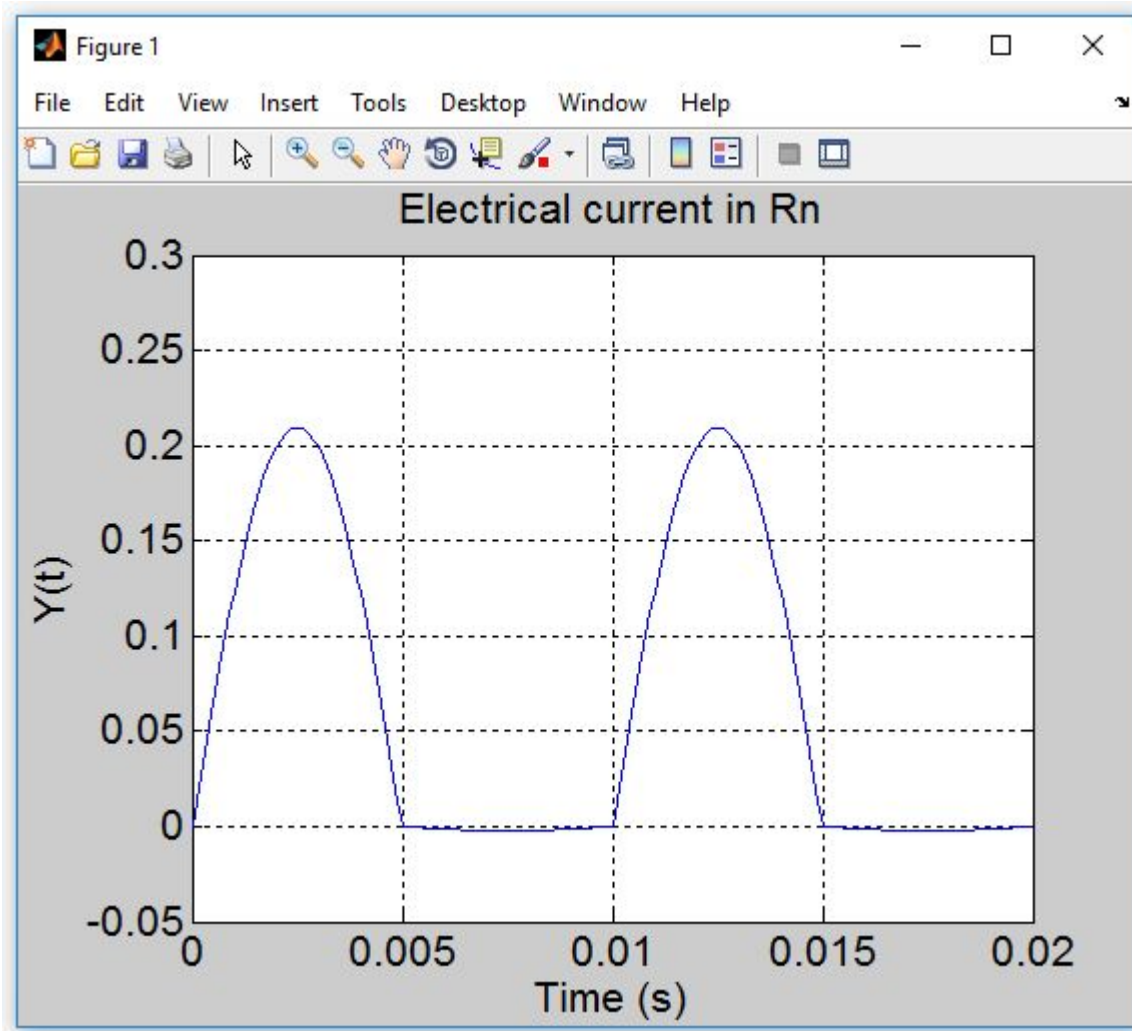 Figure 1
File Edit View Insert Tools Desktop Window Help
Electrical current in Rn
0.3
0.25
0.2
0.15
0.1
0.05
0
-0.05
Y(t)
0 0.005 0.01 0.015 0.02
Time (s)